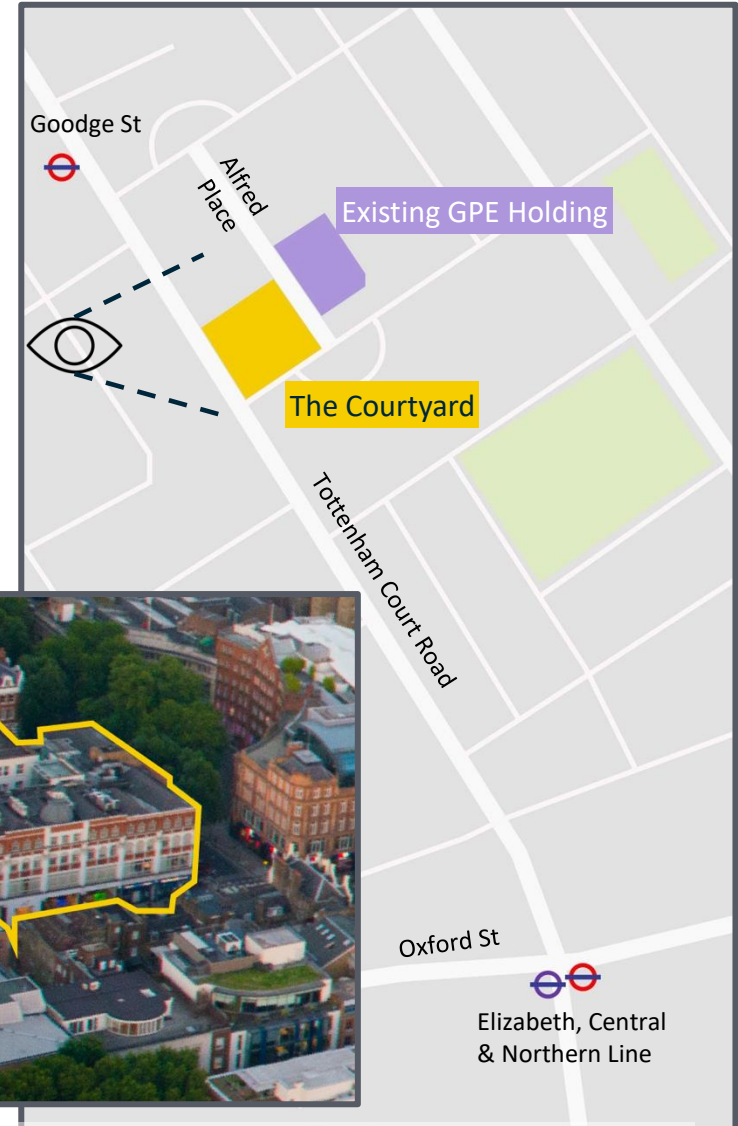 Goodge St
Alfred
Place
Existing GPE Holding
The Courtyard
Tottenham Court Road
Oxford St
Elizabeth, Central
& Northern Line